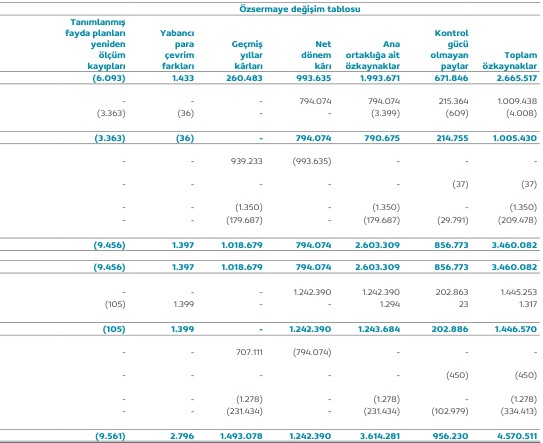 Özsermaye değişim tablosu
Tanımlanmış fayda planları yeniden ölçüm kayıpları Yabancı para çevrim farkları Geçmiş yıllar kârları Net dönem kârı Ana ortaklığa ait özkaynaklar Kontrol gücü olmayan paylar Toplam özkaynaklar
(6.093) 1.433 260.483 993.635 1.993.671 671.846 2.665.517
- - - 794.074 794.074 215.364 1.009.438
(3.363) (36) - - (3.399) (609) (4.008)
(3.363) (36) - 794.074 790.675 214.755 1.005.430
- - 939.233 (993.635) - - -
- - - - - (37) (37)
- - (1.350) - (1.350) - (1.350)
- - (179.687) - (179.687) (29.791) (209.478)
(9.456) 1.397 1.018.679 794.074 2.603.309 856.773 3.460.082
(9.456) 1.397 1.018.679 794.074 2.603.309 856.773 3.460.082
- - - 1.242.390 1.242.390 202.863 1.445.253
(105) 1.399 - - 1.294 23 1.317
(105) 1.399 - 1.242.390 1.243.684 202.886 1.446.570
- - 707.111 (794.074) - - -
- - - - - (450) (450)
- - (1.278) - (1.278) - (1.278)
- - (231.434) - (231.434) (102.979) (334.413)
(9.561) 2.796 1.493.078 1.242.390 3.614.281 956.230 4.570.511